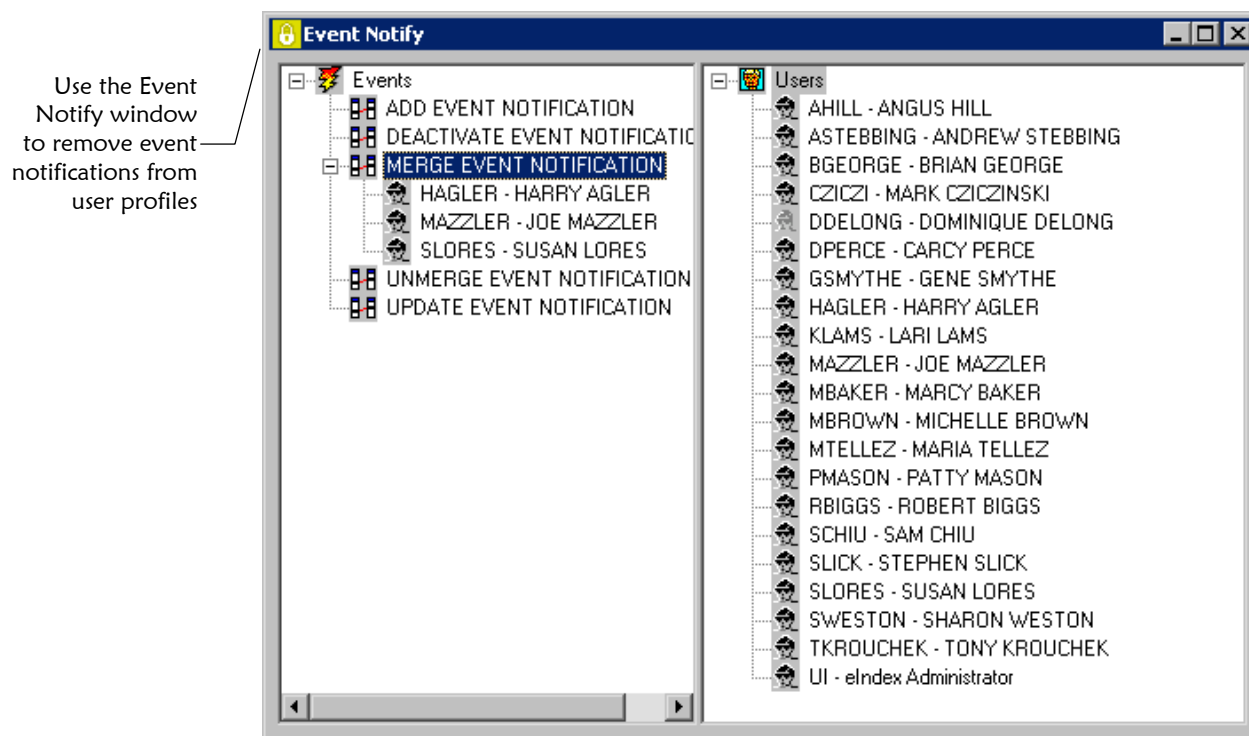 Event Notify
Use the Event
Notify window
to remove event
notifications from
user profiles
Events
ADD EVENT NOTIFICATION
DEACTIVATE EVENT NOTIFICATIC
MERGE EVENT NOTIFICATION
HAGLER - HARRY AGLER
MAZZLER - JOE MAZZLER
SLORES - SUSAN LORES
UNMERGE EVENT NOTIFICATION
UPDATE EVENT NOTIFICATION
Users
AHILL - ANGUS HILL
ASTEBBING - ANDREW STEBBING
BGEORGE - BRIAN GEORGE
CZICZI - MARK CZICZINSKI
DDELONG - DOMINIQUE DELONG
DPERCE - CARCY PERCE
GSMYTHE - GENE SMYTHE
HAGLER - HARRY AGLER
KLAMS - LARI LAMS
MAZZLER - JOE MAZZLER
MBAKER - MARCY BAKER
MBROWN - MICHELLE BROWN
MTELLEZ - MARIA TELLEZ
PMASON - PATTY MASON
RBIGGS - ROBERT BIGGS
SCHIU - SAM CHIU
SLICK - STEPHEN SLICK
SLORES - SUSAN LORES
SWESTON - SHARON WESTON
TKROUCHEK - TONY KROUCHEK
UI - eIndex Administrator